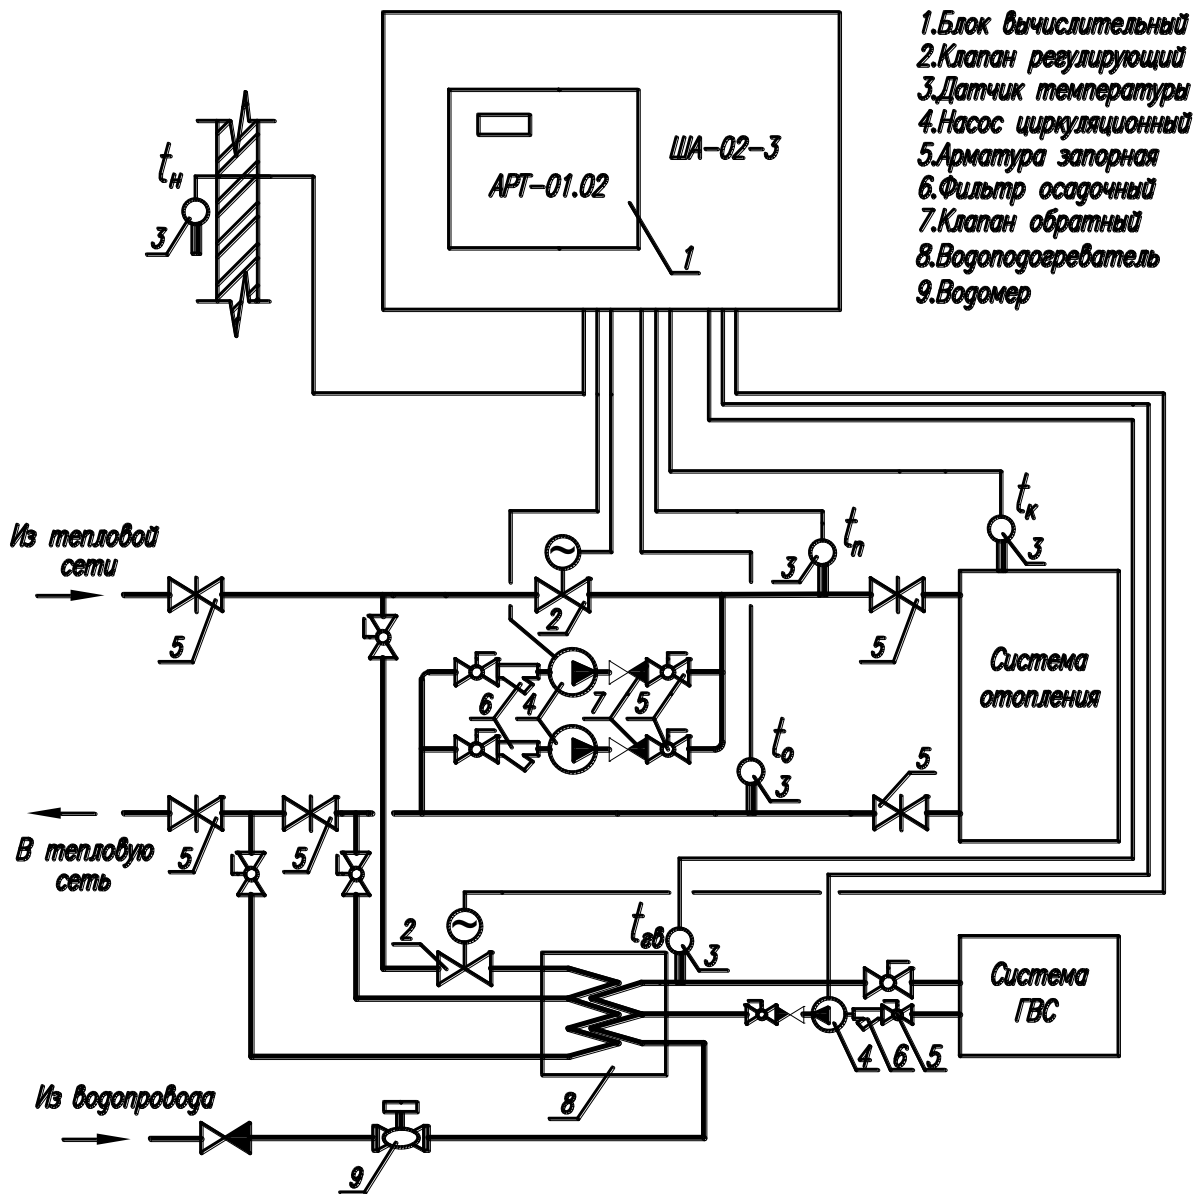 1.Блок вычислительный
2.Клапан регулирующий
3.Датчик температуры
4.Насос циркуляционный
5.Арматура запорная
6.Фильтр осадочный
7.Клапан обратный
8.Водоподогреватель
9.Водомер
ША-02-3
АРТ-01.02
1
tн
3
tк
3
Из тепловой
сети
tп
3
2
5
5
Система
отопления
6
4
7
5
tо
3
5
В тепловую
сеть
5
5
2
tгв
3
Система
ГВС
4
6
5
Из водопровода
8
9